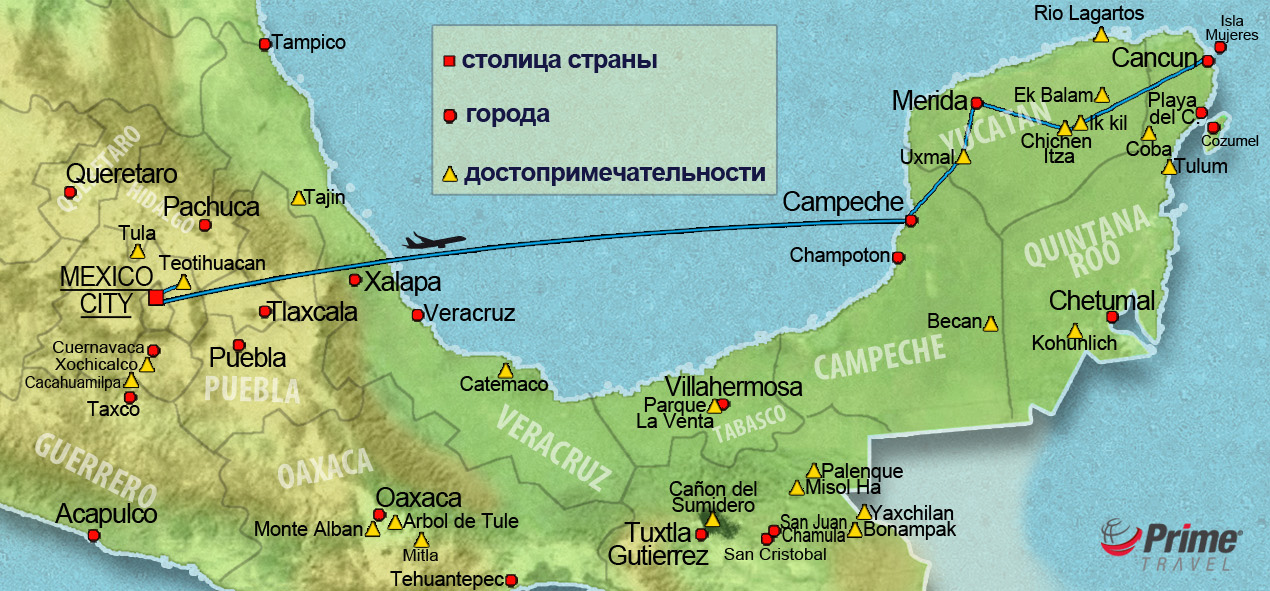 Rio Lagartos
Isla
Mujeres
Tampico
столица страны
города
достопримечательности
Cancun
Ek Balam
Merida
Playa
del C.
Ik kil
YUCATAN
Chichen
Itza
Cozumel
Coba
Uxmal
Tulum
QUERETARO
Queretaro
HIDALGO
Pachuca
Tajin
Tula
Teotihuacan
MEXICO
CITY
Campeche
Champoton
QUINTANA
ROO
Xalapa
Veracruz
Tlaxcala
Chetumal
Becan
Kohunlich
Cuernavaca
Xochicalco
Cacahuamilpa
Taxco
Puebla
PUEBLA
Catemaco
CAMPECHE
Villahermosa
Parque
La Venta
TABASCO
VERACRUZ
GUERRERO
OAXACA
Palenque
Misol Ha
Cañon del
Sumidero
Acapulco
Oaxaca
Monte Alban
Arbol de Tule
Mitla
Tuxtla
Gutierrez
San Juan
Chamula
San Cristobal
Yaxchilan
Bonampak
Tehuantepec
Prime
TRAVEL